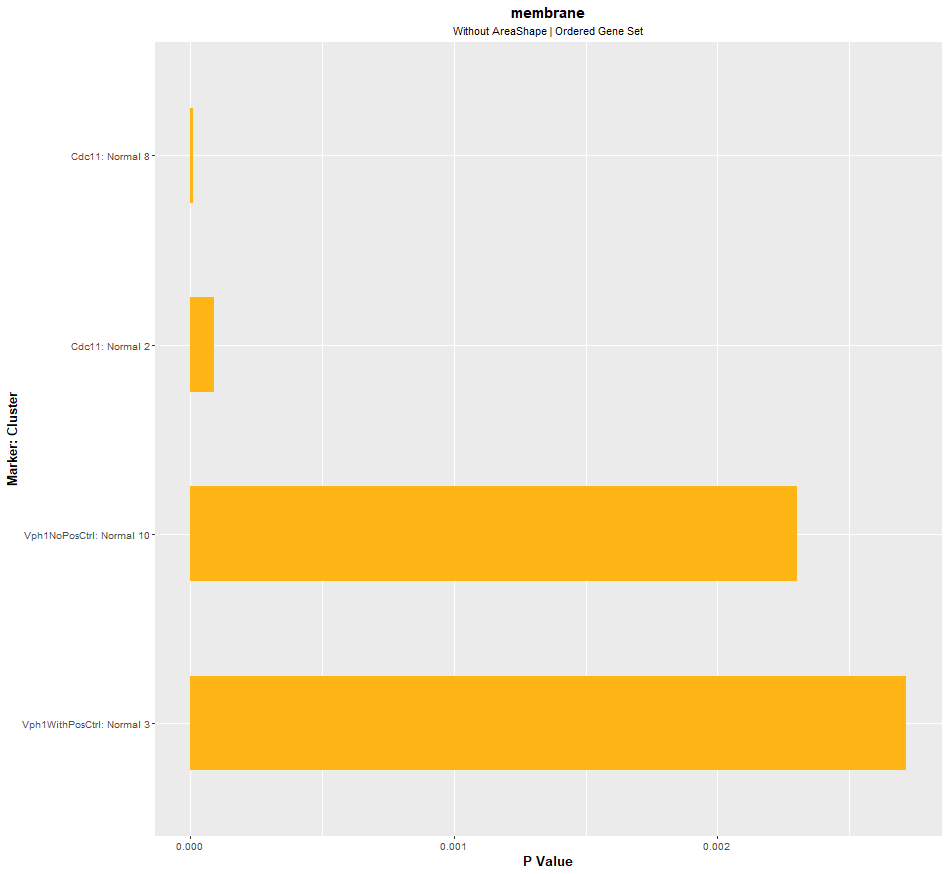 membrane
Without AreaShape | Ordered Gene Set
Cdc11: Normal 8
Cdc11: Normal 2
Vph1NoPosCtrl: Normal 10
Vph1WithPosCtrl: Normal 3
Marker: Cluster
0.000
0.001
0.002
P Value